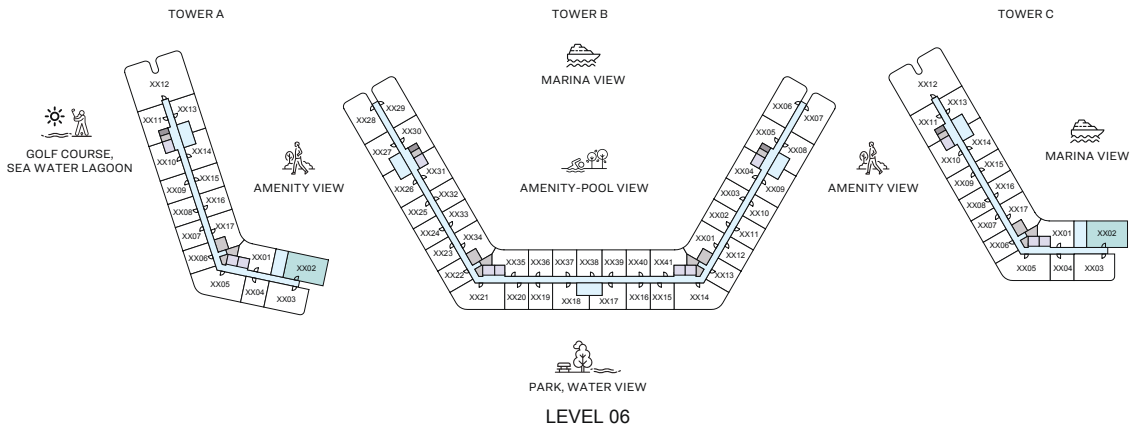 TOWER A
TOWER B
TOWER C
MARINA VIEW
GOLF COURSE,
SEA WATER LAGOON
AMENITY VIEW
AMENITY-POOL VIEW
AMENITY VIEW
MARINA VIEW
XX12
XX13
XX11
XX14
XX10
XX15
XX09
XX16
XX08
XX17
XX07
XX06
XX01
XX02
XX05
XX04
XX03
XX29
XX28
XX30
XX27
XX31
XX26
XX32
XX25
XX33
XX24
XX34
XX23
XX22
XX21
XX35
XX36
XX37
XX38
XX39
XX40
XX41
XX20
XX19
XX18
XX17
XX16
XX15
XX14
XX06
XX07
XX05
XX08
XX04
XX09
XX03
XX10
XX02
XX11
XX01
XX12
XX13
XX12
XX13
XX11
XX14
XX10
XX15
XX09
XX16
XX08
XX17
XX07
XX06
XX01
XX02
XX05
XX04
XX03
PARK, WATER VIEW
LEVEL 06